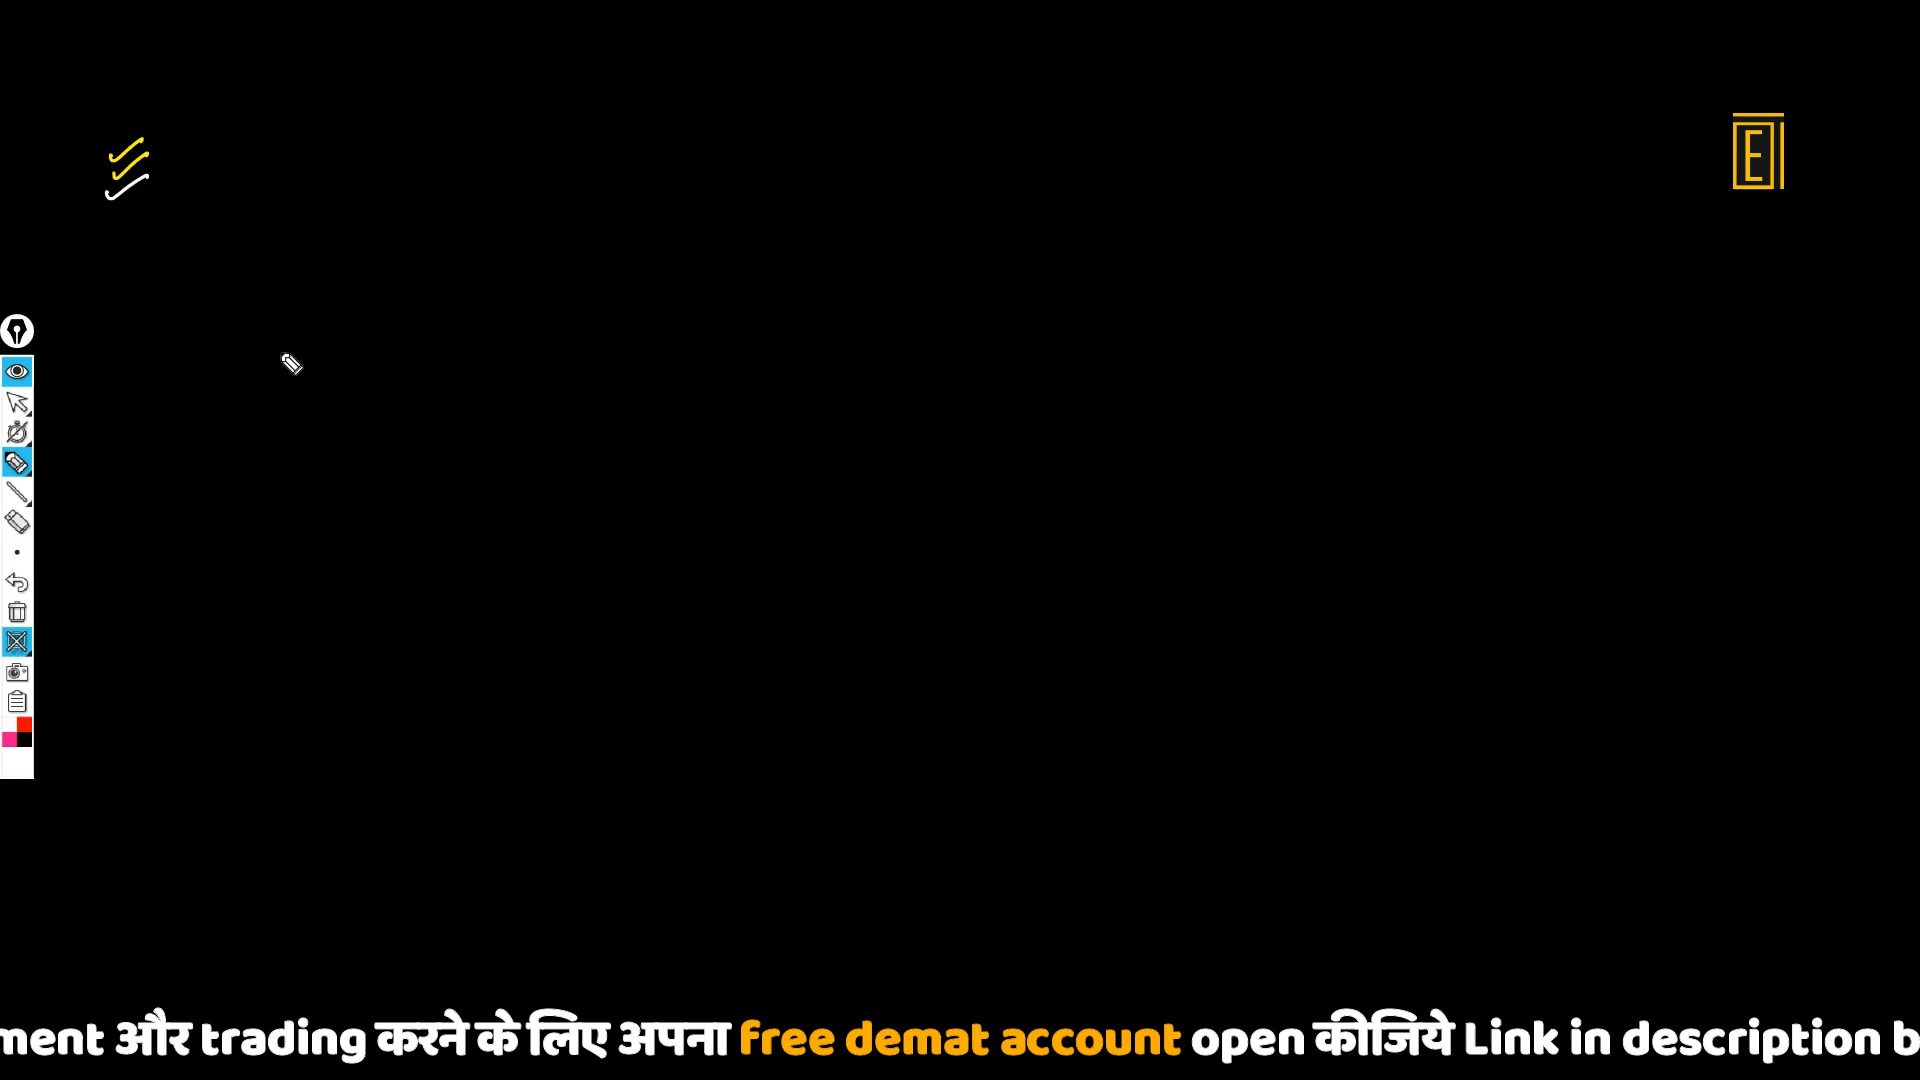 E
ment और trading करने के लिए अपना free demat account open कीजिये Link in description b